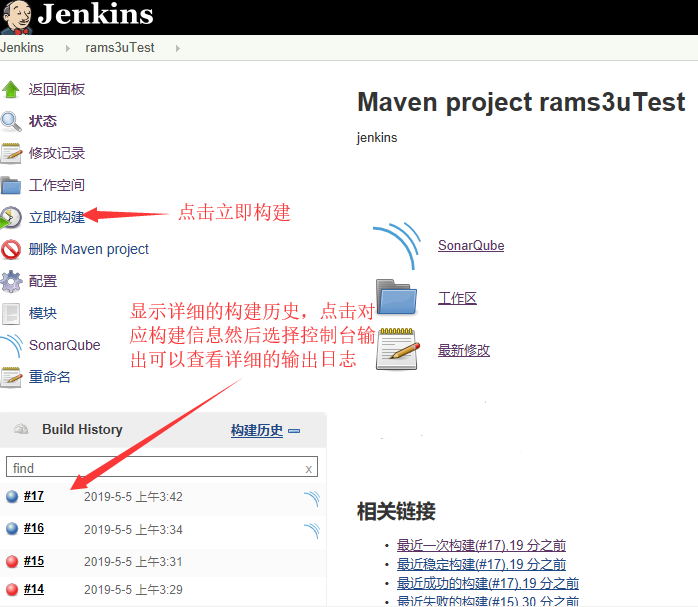 Jenkins
Jenkins
rams3uTest
返回面板
状态
修改记录
工作空间
立即构建
点击立即构建
删除 Maven project
配置
模块
SonarQube
重命名
显示详细的构建历史，点击对
应构建信息然后选择控制台输
出可以查看详细的输出日志
Build History
构建历史
find
x
#17
2019-5-5 上午3:42
#16
2019-5-5 上午3:34
#15
2019-5-5 上午3:31
#14
2019-5-5 上午3:29
Maven project rams3uTest
jenkins
SonarQube
工作区
最新修改
相关链接
最近一次构建(#17),19 分之前
最近稳定构建(#17),19 分之前
最近成功的构建(#17),19 分之前
最近失败的构建(#15),30 分之前